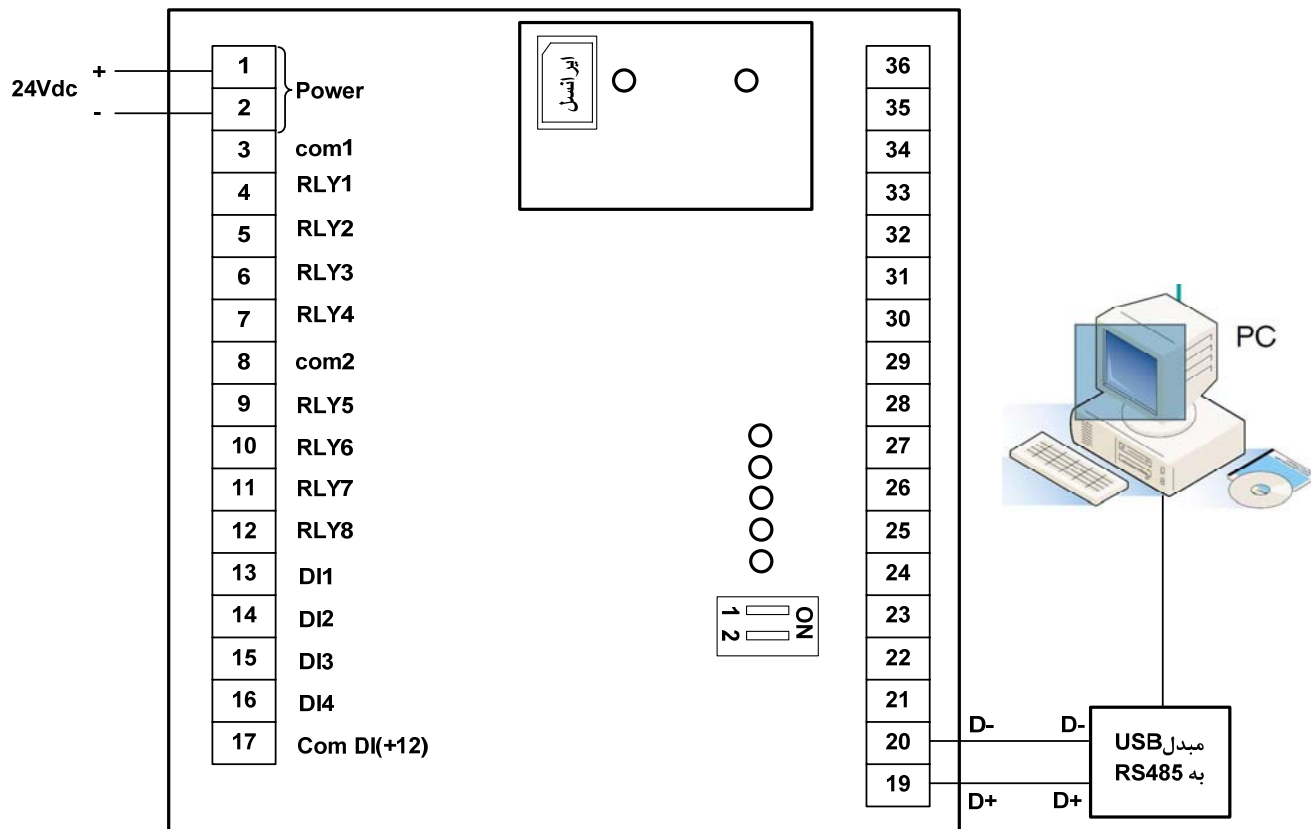 24Vdc
+
-
1
2
Power
3
com1
4
RLY1
5
RLY2
6
RLY3
7
RLY4
8
com2
9
RLY5
10
RLY6
11
RLY7
12
RLY8
13
DI1
14
DI2
15
DI3
16
DI4
17
Com DI(+12)
ایرانسل
1
2
ON
36
35
34
33
32
31
30
29
28
27
26
25
24
23
22
21
20
19
D-
D-
D+
D+
PC
مبدل USB
به RS485